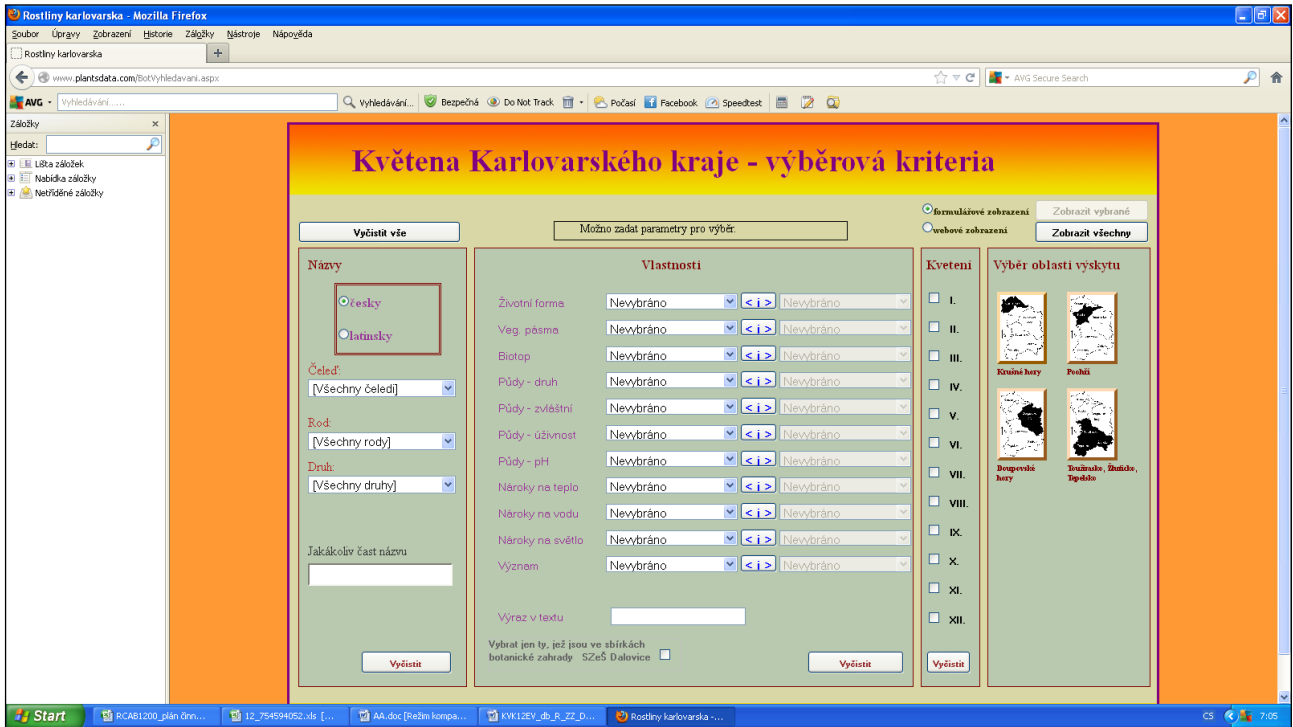 Rostliny karlovarska - Mozilla Firefox
Soubor Úpravy Zobrazení Historie Záložky Nástroje Nápověda
Rostliny karlovarska +
www.plantsdata.com/BotVyhledavani.aspx
AVG Secure Search
AVG Vyhledávání...... Vyhledávání... Bezpečná Do Not Track Počasí Facebook Speedtest
Záložky ×
Hledat:
Lišta záložek
Nabídka záložky
Netříděné záložky
Květena Karlovarského kraje - výběrová kriteria
formulářové zobrazení Zobrazit vybrané
Vyčistit vše Možno zadat parametry pro výběr. webové zobrazení Zobrazit všechny
Názvy
česky
latinsky
Čeleď:
[Všechny čeledi]
Rod:
[Všechny rody]
Druh:
[Všechny druhy]
Jakákoliv čast názvu
Vyčistit
Vlastnosti
Životní forma Nevybráno < i > Nevybráno
Veg. pásma Nevybráno < i > Nevybráno
Biotop Nevybráno < i > Nevybráno
Půdy - druh Nevybráno < i > Nevybráno
Půdy - zvláštní Nevybráno < i > Nevybráno
Půdy - úživnost Nevybráno < i > Nevybráno
Půdy - pH Nevybráno < i > Nevybráno
Nároky na teplo Nevybráno < i > Nevybráno
Nároky na vodu Nevybráno < i > Nevybráno
Nároky na světlo Nevybráno < i > Nevybráno
Význam Nevybráno < i > Nevybráno
Výraz v textu
Vybrat jen ty, jež jsou ve sbírkách
botanické zahrady SZeŠ Dalovice
Vyčistit
Kvetení
I.
II.
III.
IV.
V.
VI.
VII.
VIII.
IX.
X.
XI.
XII.
Vyčistit
Výběr oblasti výskytu
Krušné hory Poohří
Doupovské
hory
Toužimsko, Žluticko,
Tepelsko
Start RCAB1200_plán činn... 12_754594052.xls [... AA.doc [Režim kompa... KVK12EV_db_R_ZZ_D... Rostliny karlovarska -... CS 7:05